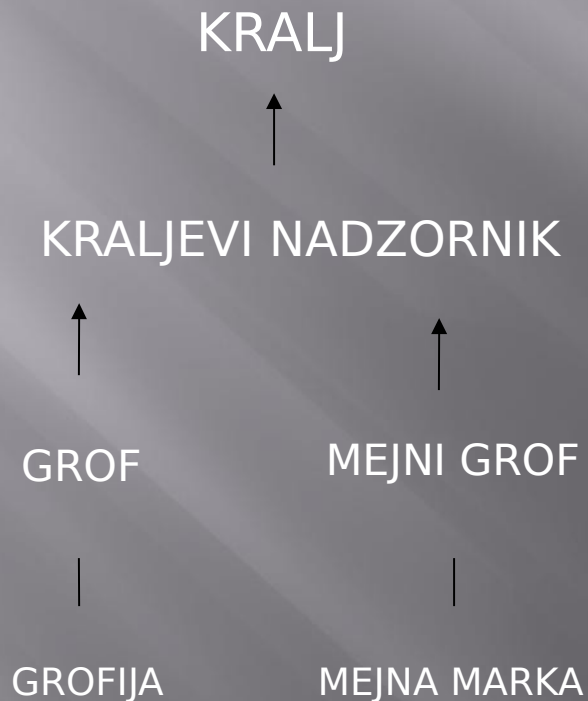 KRALJ
KRALJEVI NADZORNIK
GROF
MEJNI GROF
GROFIJA
MEJNA MARKA